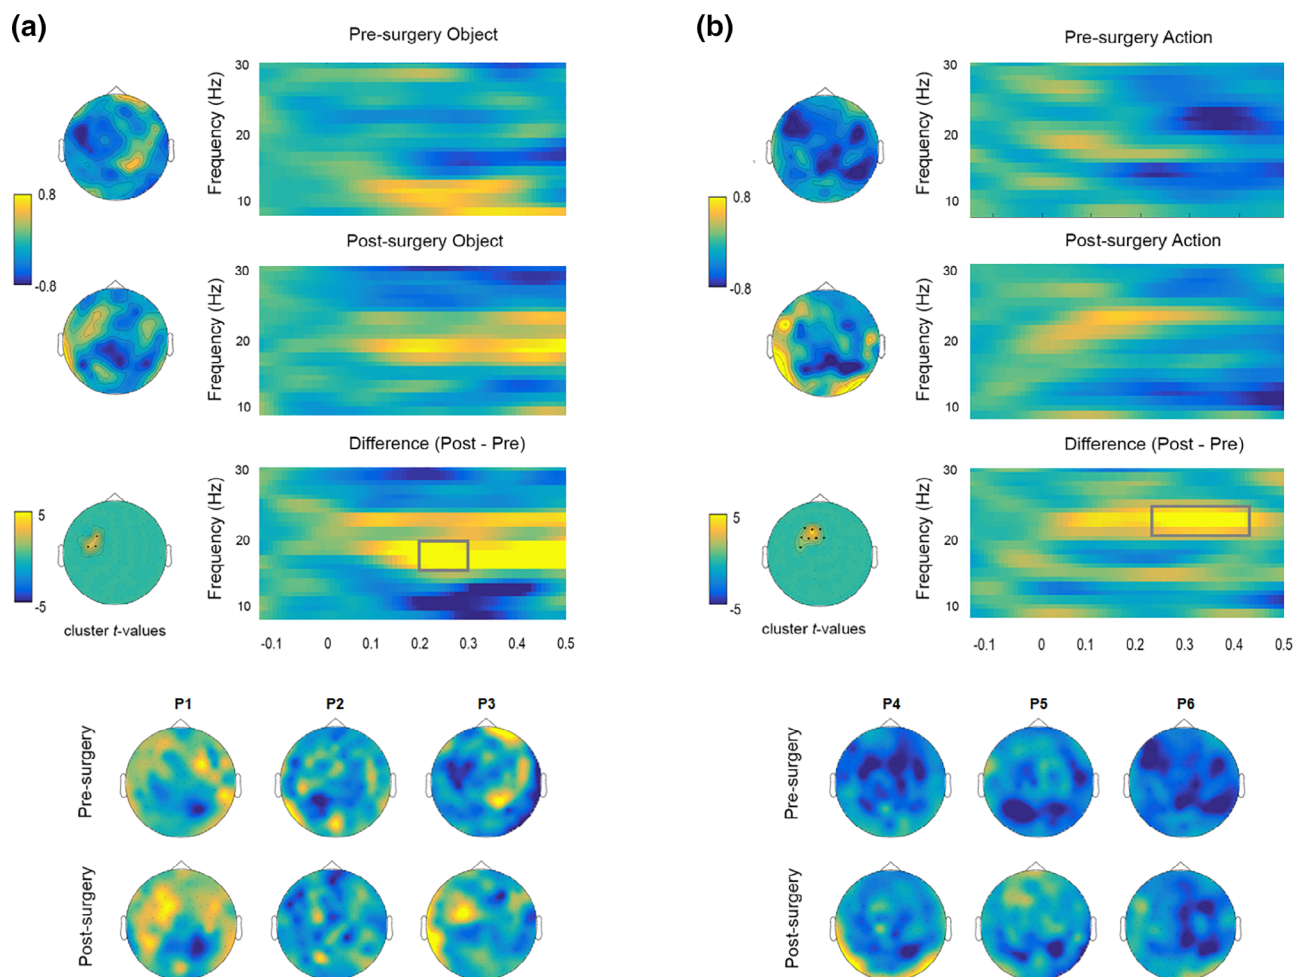 (a)
Pre-surgery Object
Frequency (Hz)
30
20
10
0.8
-0.8
Post-surgery Object
Frequency (Hz)
30
20
10
Difference (Post - Pre)
Frequency (Hz)
30
20
10
5
-5
cluster t-values
-0.1 0 0.1 0.2 0.3 0.4 0.5
P1 P2 P3
Pre-surgery
Post-surgery
(b)
Pre-surgery Action
Frequency (Hz)
30
20
10
0.8
-0.8
Post-surgery Action
Frequency (Hz)
30
20
10
Difference (Post - Pre)
Frequency (Hz)
30
20
10
5
-5
cluster t-values
-0.1 0 0.1 0.2 0.3 0.4 0.5
P4 P5 P6
Pre-surgery
Post-surgery